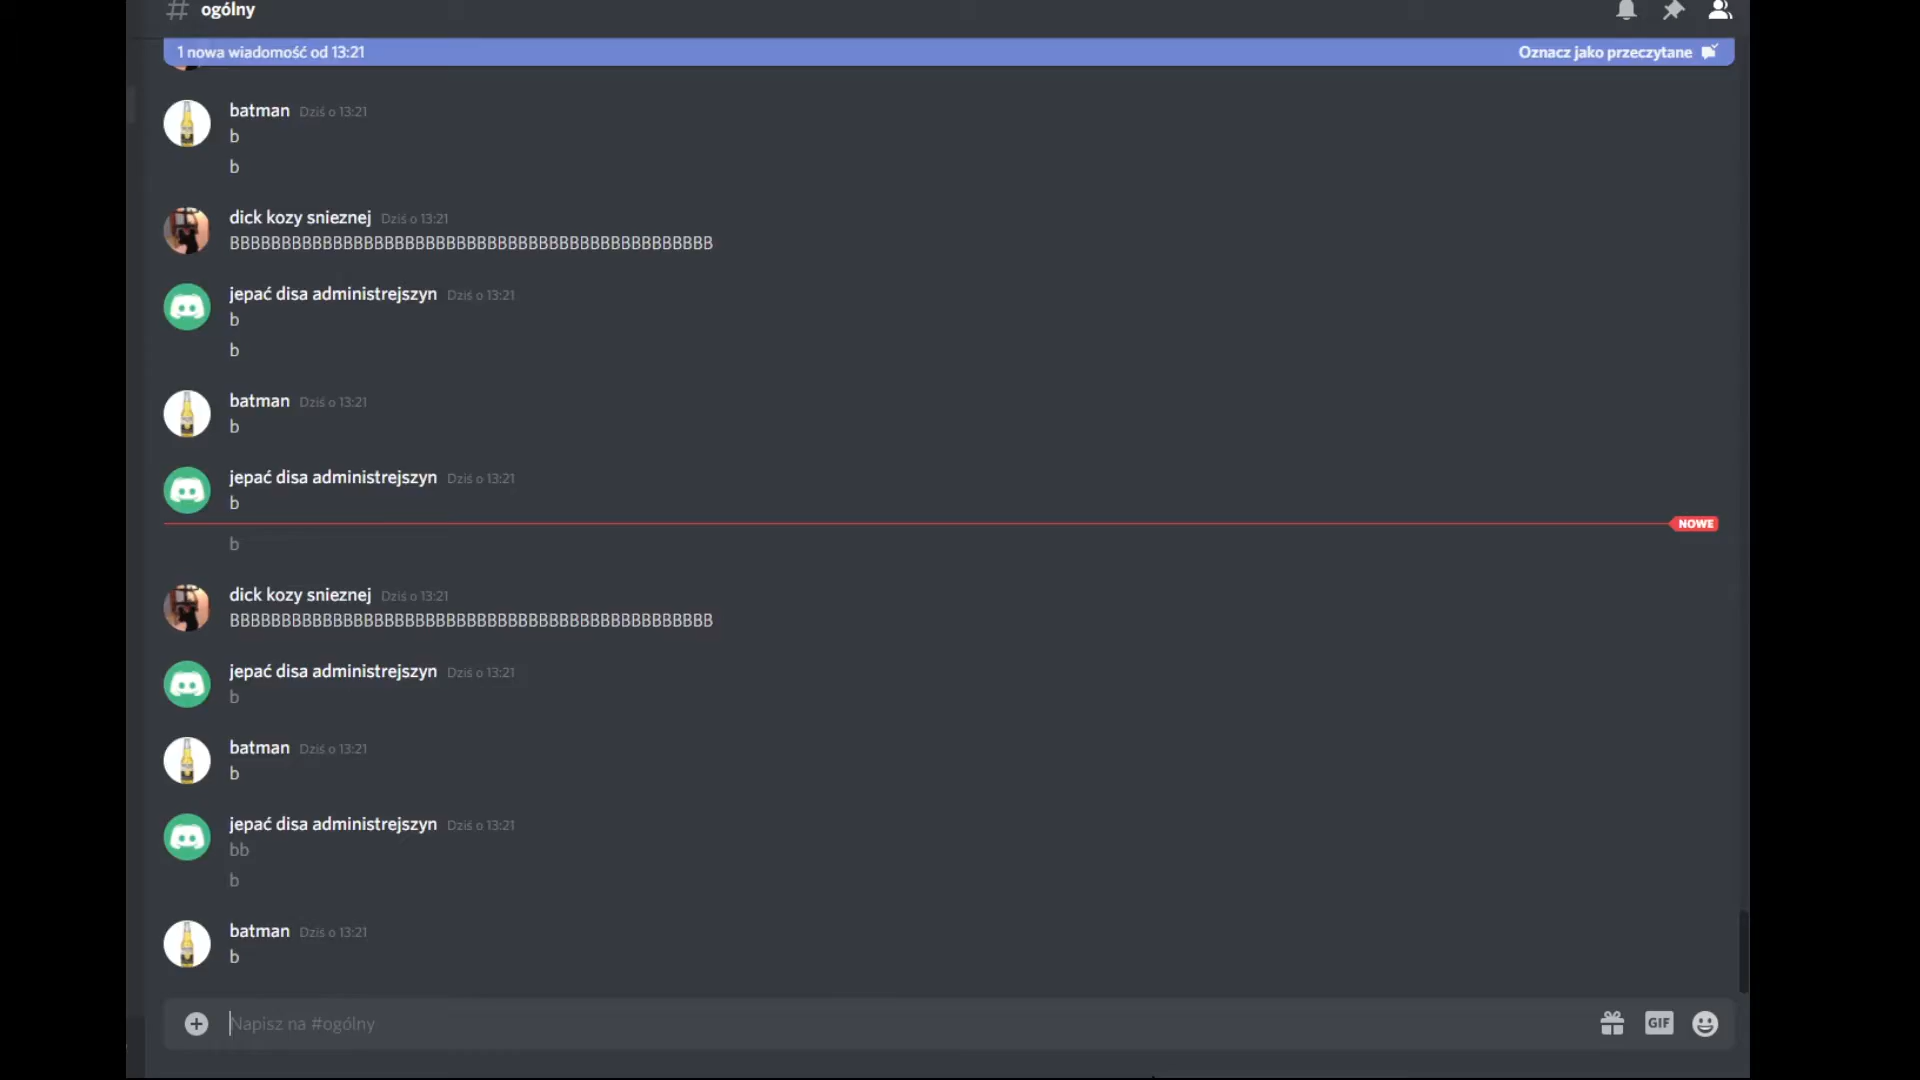 ogólny
1 nowa wiadomość od 13:21 Oznacz jako przeczytane
batman Dziś o 13:21
b
b
dick kozy snieznej Dziś o 13:21
BBBBBBBBBBBBBBBBBBBBBBBBBBBBBBBBBBBBBBBBBBBBBBB
jepać disa administrejszyn Dziś o 13:21
b
b
batman Dziś o 13:21
b
jepać disa administrejszyn Dziś o 13:21
b
NOWE
b
dick kozy snieznej Dziś o 13:21
BBBBBBBBBBBBBBBBBBBBBBBBBBBBBBBBBBBBBBBBBBBBBBB
jepać disa administrejszyn Dziś o 13:21
b
batman Dziś o 13:21
b
jepać disa administrejszyn Dziś o 13:21
bb
b
batman Dziś o 13:21
b
Napisz na #ogólny GIF